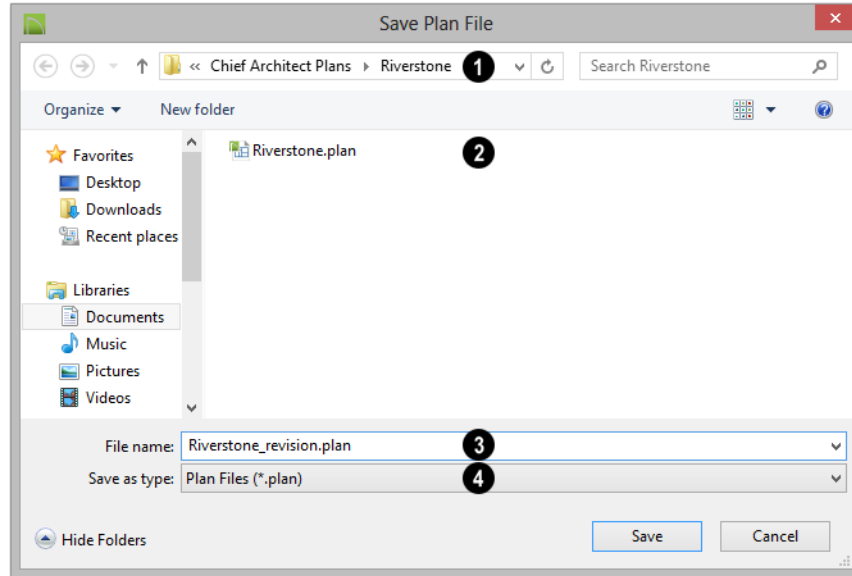 Save Plan File
« Chief Architect Plans Riverstone 1 Search Riverstone
Organize New folder
Favorites
Desktop
Downloads
Recent places
Libraries
Documents
Music
Pictures
Videos
Riverstone.plan 2
File name: Riverstone_revision.plan 3
Save as type: Plan Files (*.plan) 4
Hide Folders Save Cancel